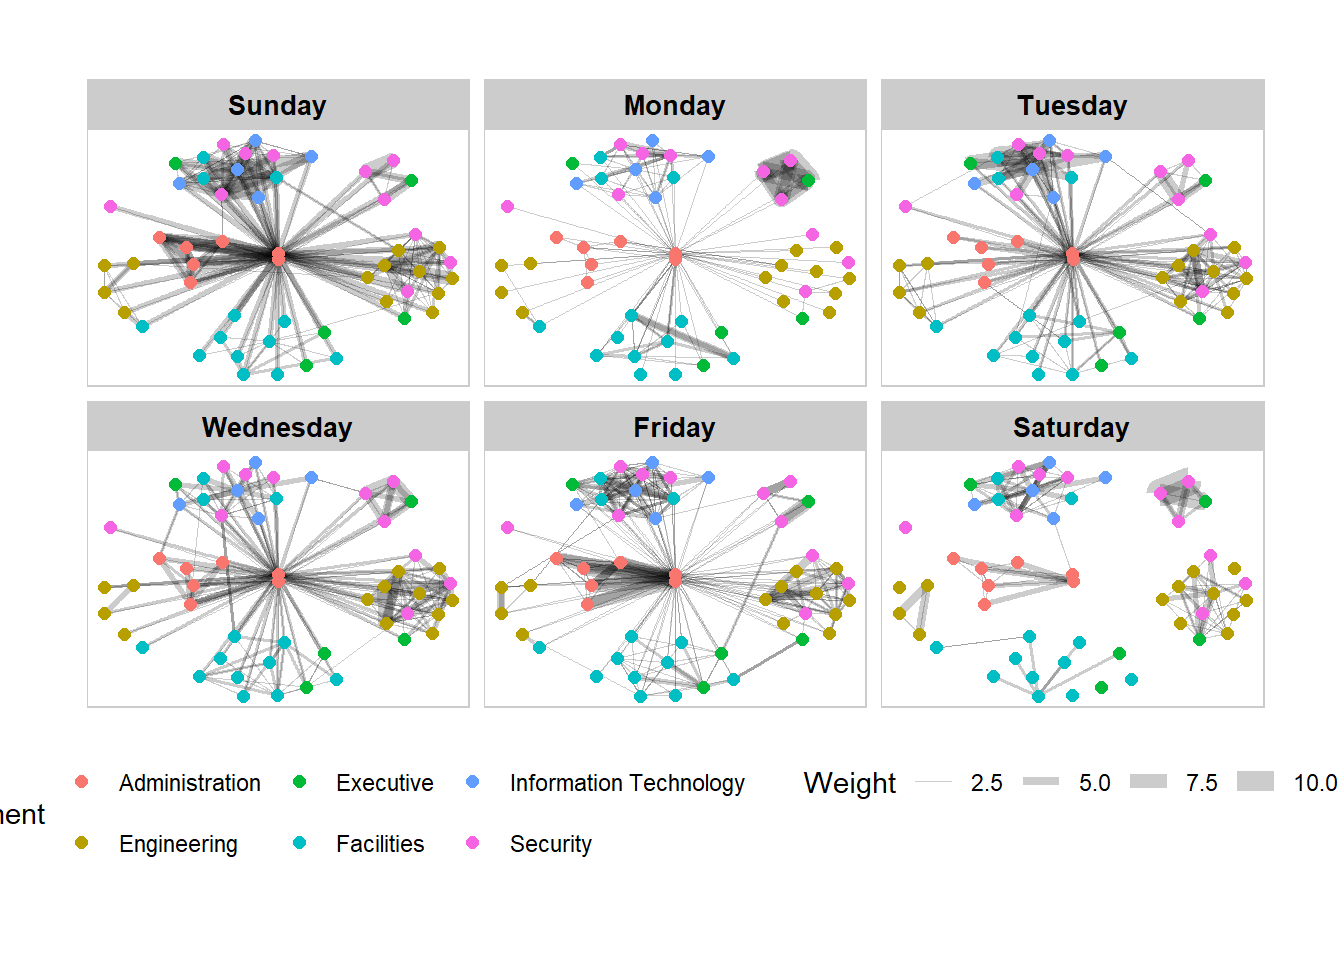 Sunday Monday Tuesday
Wednesday Friday Saturday
Administration Executive Information Technology Weight 2.5 5.0 7.5 10.0
Engineering Facilities Security